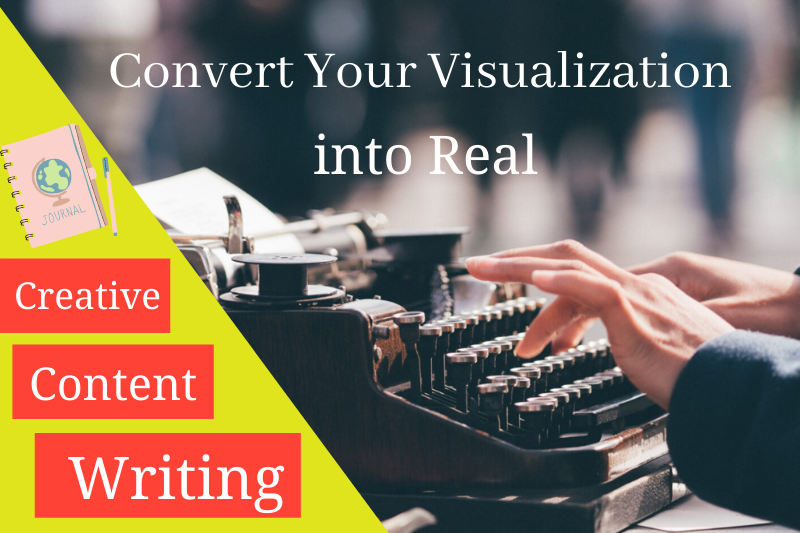 Convert Your Visualization
into Real
JOURNAL
Creative
Content
Writing